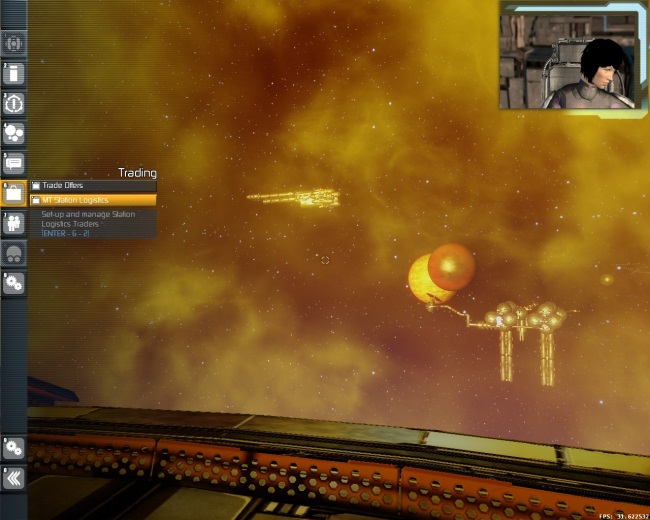 Trading
Trade Offers
MT Station Logistics
Set-up and manage Station
Logistics Traders
[ENTER - 6 - 2]
FPS: 31.622532